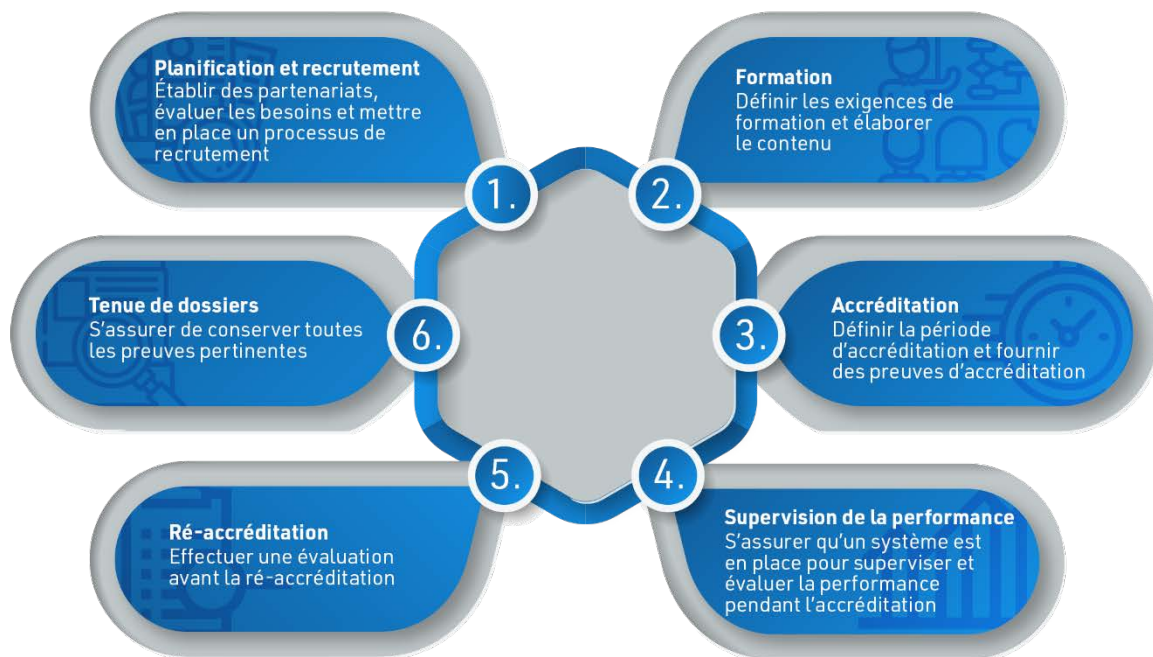 1.
Planification et recrutement
Établir des partenariats,
évaluer les besoins et mettre
en place un processus de
recrutement
2.
Formation
Définir les exigences de
formation et élaborer
le contenu
3.
Accréditation
Définir la période
d'accréditation et fournir
des preuves d'accréditation
4.
Supervision de la performance
S'assurer qu'un système est
en place pour superviser et
évaluer la performance
pendant l'accréditation
5.
Ré-accréditation
Effectuer une évaluation
avant la ré-accréditation
6.
Tenue de dossiers
S'assurer de conserver toutes
les preuves pertinentes